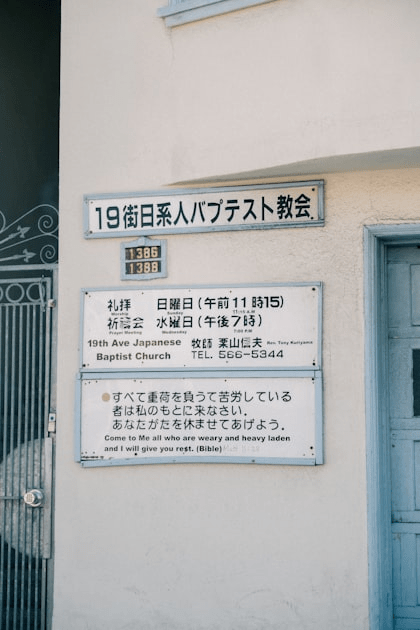 19街日系人バプテスト教会
1386
1388
礼拝 日曜日(午前11時15)
Worship Sunday 11:15 A.M
祈祷会 水曜日(午後7時)
Prayer Meeting Wednesday 7:00 P.M
19th Ave Japanese 牧師 栗山信夫 Rev. Tony Kuriyama
Baptist Church TEL. 566-5344
すべて重荷を負うて苦労している
者は私のもとに来なさい.
あなたがたを休ませてあげよう.
Come to Me all who are weary and heavy laden
and I will give you rest. (Bible)